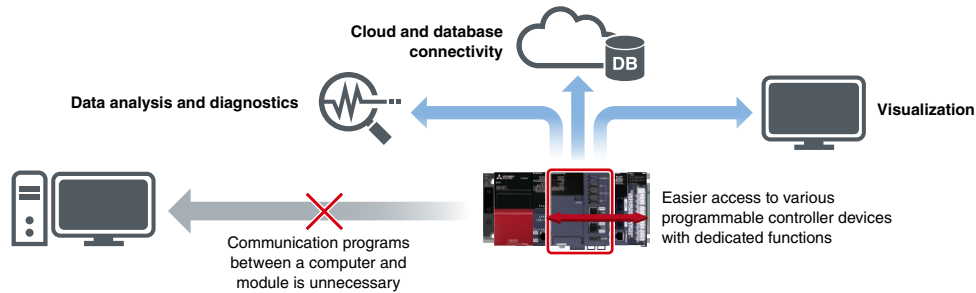 Cloud and database
connectivity
DB
Data analysis and diagnostics
Visualization
Easier access to various
programmable controller devices
with dedicated functions
Communication programs
between a computer and
module is unnecessary